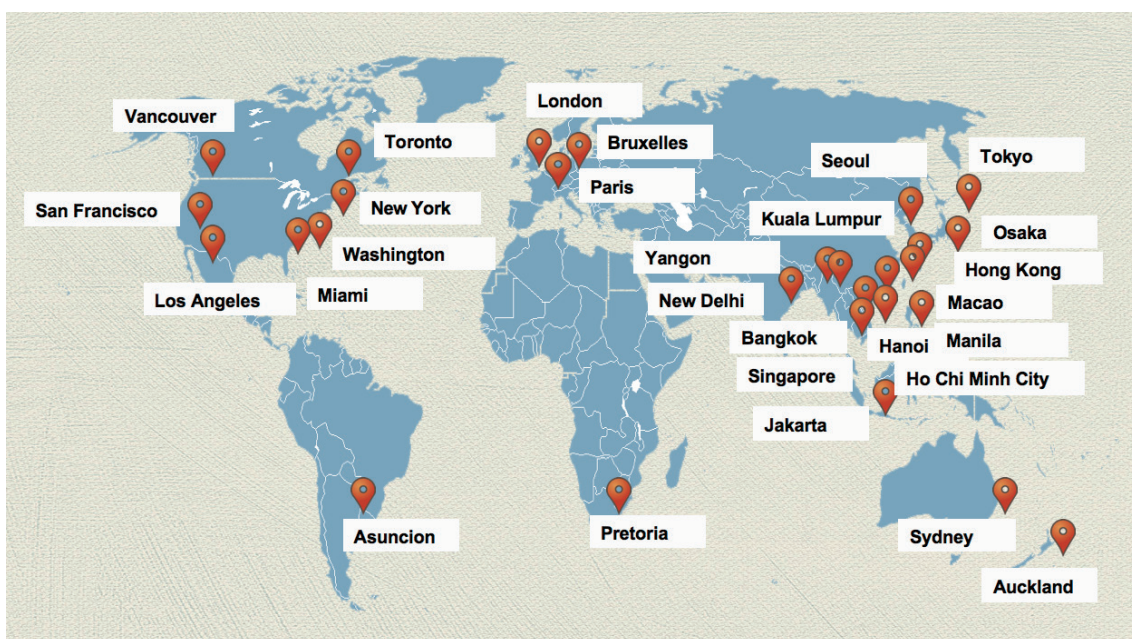 London
Vancouver
Toronto
Bruxelles
Seoul
Tokyo
Paris
San Francisco
New York
Kuala Lumpur
Osaka
Washington
Yangon
Hong Kong
Los Angeles
Miami
New Delhi
Macao
Bangkok
Hanoi
Manila
Singapore
Ho Chi Minh City
Jakarta
Asuncion
Pretoria
Sydney
Auckland